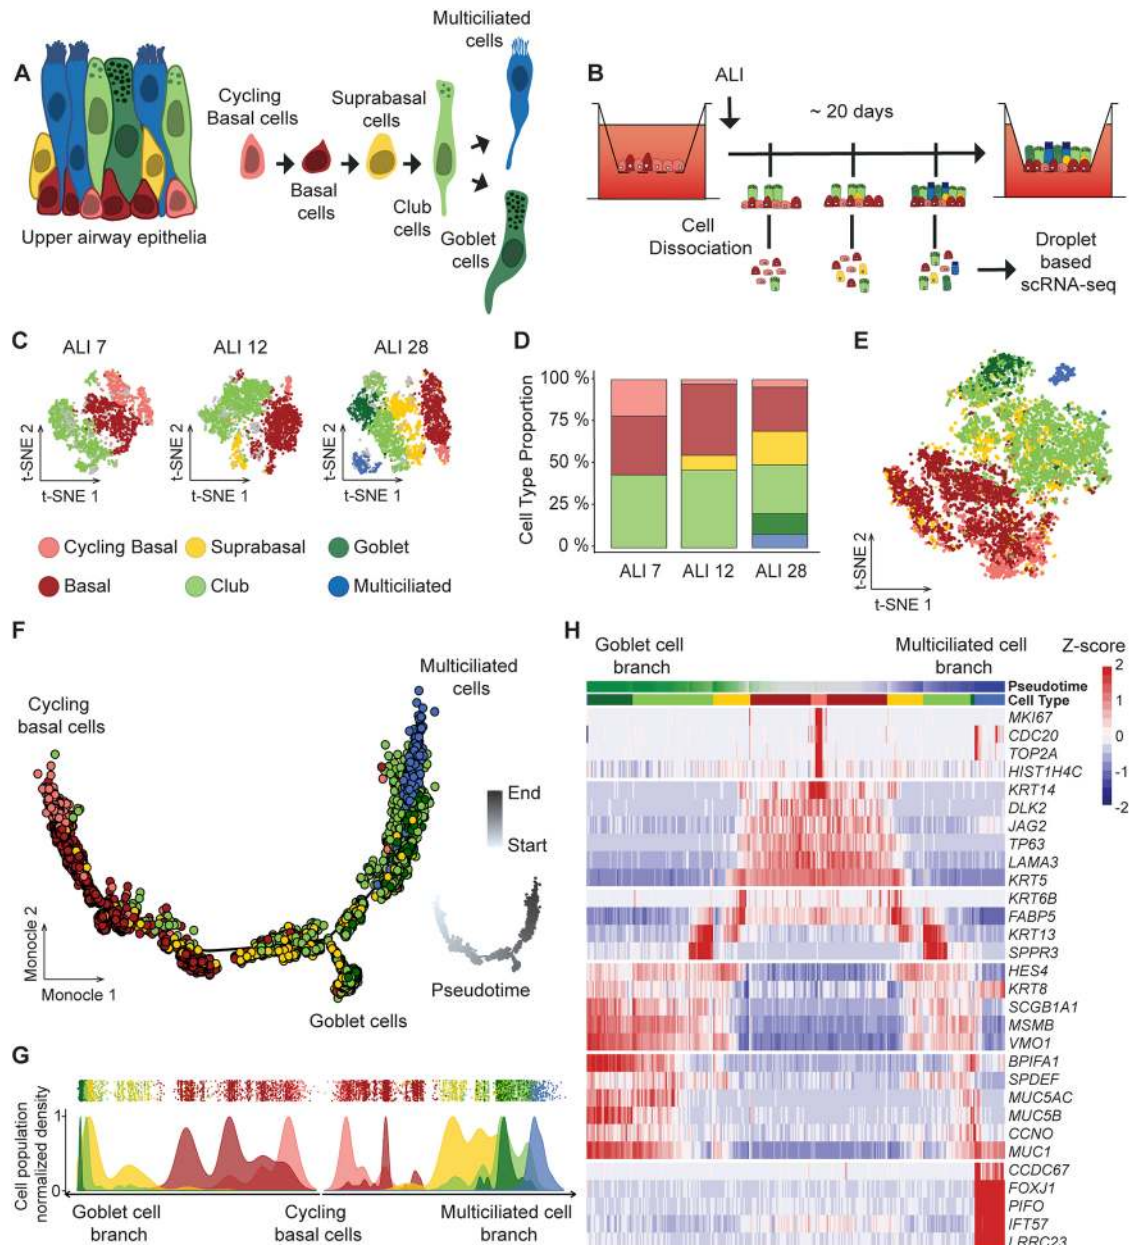 A
Multiciliated
cells
Cycling
Basal cells
Suprabasal
cells
Basal
cells
Club
cells
Goblet
cells
Upper airway epithelia
B
ALI
~ 20 days
Cell
Dissociation
Droplet
based
scRNA-seq
C
ALI 7
ALI 12
ALI 28
t-SNE 2
t-SNE 1
t-SNE 2
t-SNE 1
t-SNE 2
t-SNE 1
Cycling Basal
Suprabasal
Goblet
Basal
Club
Multiciliated
D
Cell Type Proportion
100 %
75 %
50 %
25 %
0 %
ALI 7
ALI 12
ALI 28
E
t-SNE 2
t-SNE 1
F
Cycling
basal cells
Multiciliated
cells
End
Start
Monocle 2
Monocle 1
Goblet cells
Pseudotime
G
Cell population
normalized density
1
0
Goblet cell
branch
Cycling
basal cells
Multiciliated cell
branch
H
Goblet cell
branch
Multiciliated cell
branch
Z-score
2
1
0
-1
-2
Pseudotime
Cell Type
MKI67
CDC20
TOP2A
HIST1H4C
KRT14
DLK2
JAG2
TP63
LAMA3
KRT5
KRT6B
FABP5
KRT13
SPPR3
HES4
KRT8
SCGB1A1
MSMB
VMO1
BPIFA1
SPDEF
MUC5AC
MUC5B
CCNO
MUC1
CCDC67
FOXJ1
PIFO
IFT57
LRRC23